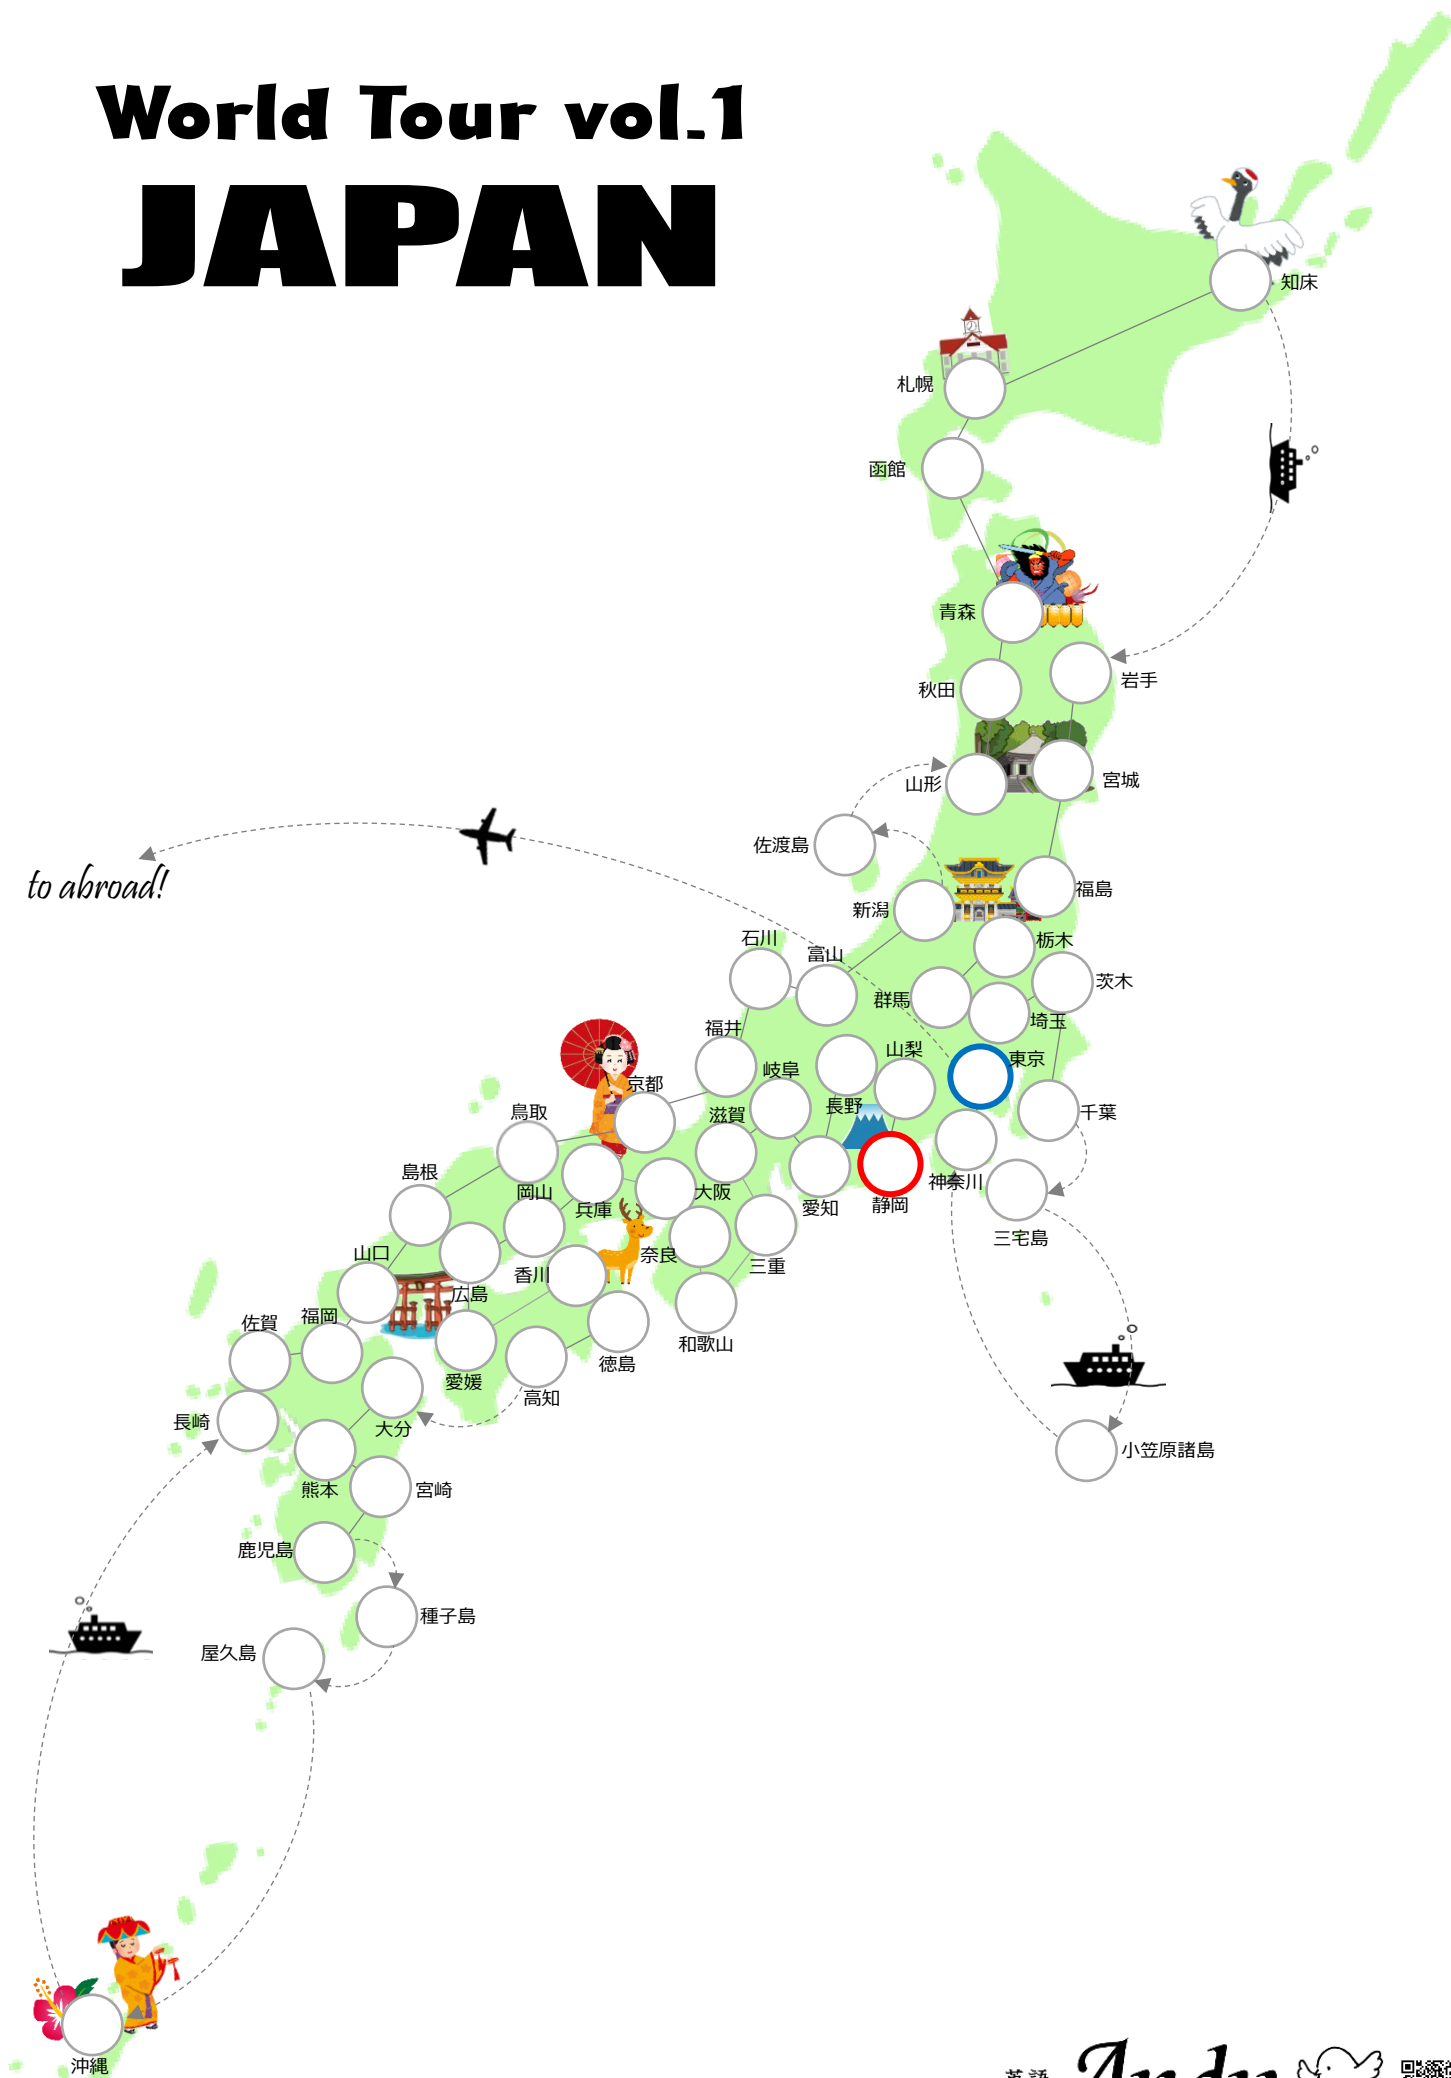 World Tour vol.1
JAPAN
知床
札幌
函館
青森
秋田
岩手
山形
宮城
佐渡島
to abroad!
福島
新潟
石川
富山
栃木
茨木
群馬
埼玉
福井
山梨
東京
岐阜
京都
長野
滋賀
鳥取
千葉
島根
岡山
大阪
神奈川
兵庫
愛知
静岡
三宅島
山口
奈良
三重
香川
広島
佐賀
福岡
和歌山
徳島
愛媛
高知
長崎
大分
小笠原諸島
熊本
宮崎
鹿児島
種子島
屋久島
沖縄
英語
Andy